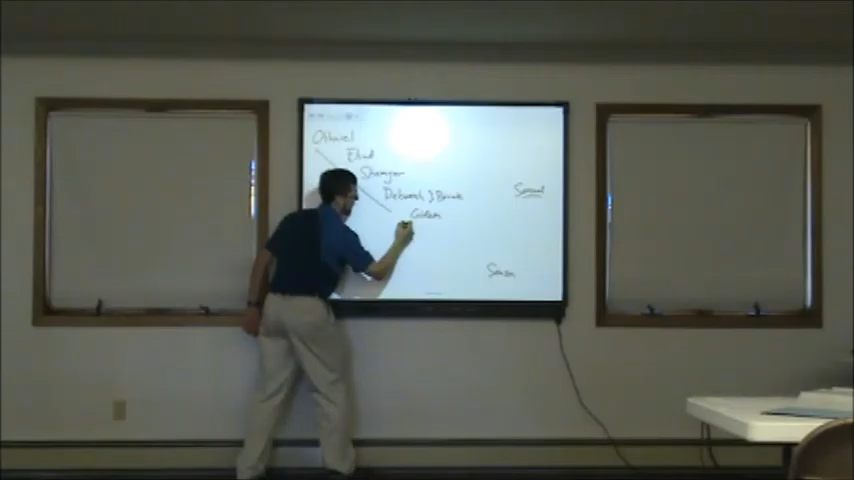 Othniel
Ehud
Shamgar
Deborah & Barak
Samuel
Gideon
Samson